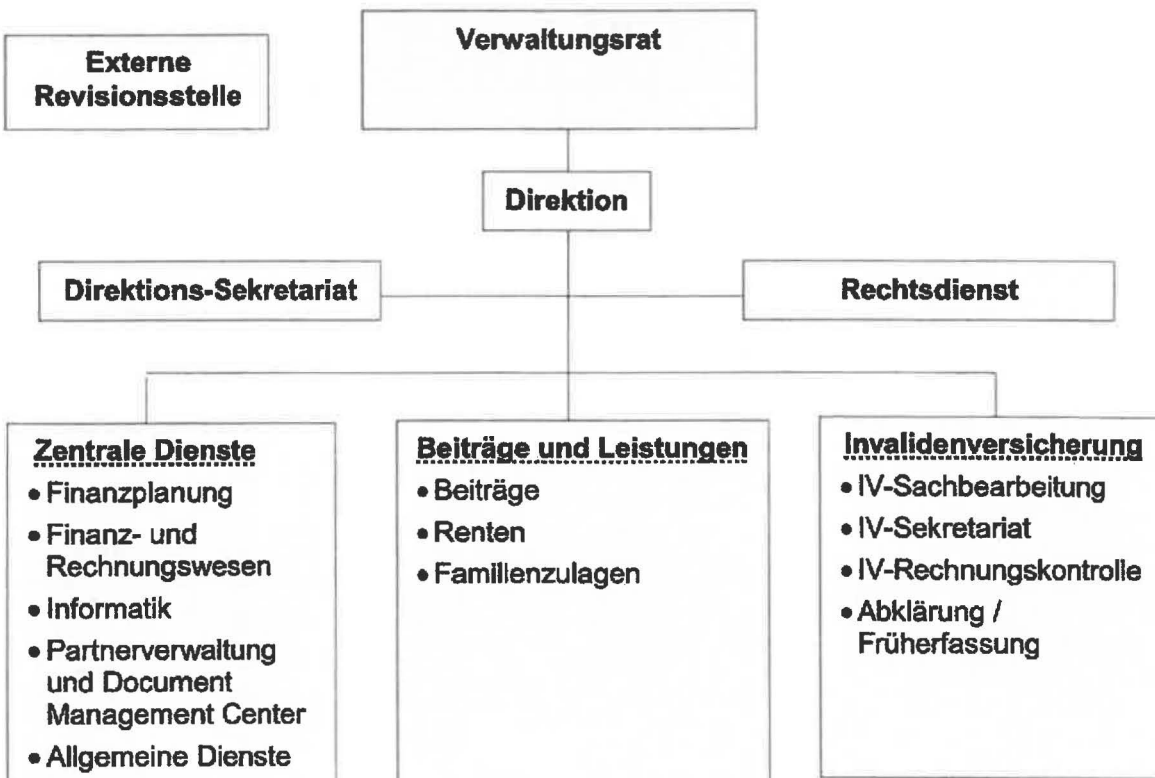 Externe
Revisionsstelle
Verwaltungsrat
Direktion
Direktions-Sekretariat
Rechtsdienst
Zentrale Dienste
• Finanzplanung
• Finanz- und
Rechnungswesen
• Informatik
• Partnerverwaltung
und Document
Management Center
• Allgemeine Dienste
Beiträge und Leistungen
• Beiträge
• Renten
• Familienzulagen
Invalidenversicherung
• IV-Sachbearbeitung
• IV-Sekretariat
• IV-Rechnungskontrolle
• Abklärung /
Früherfassung